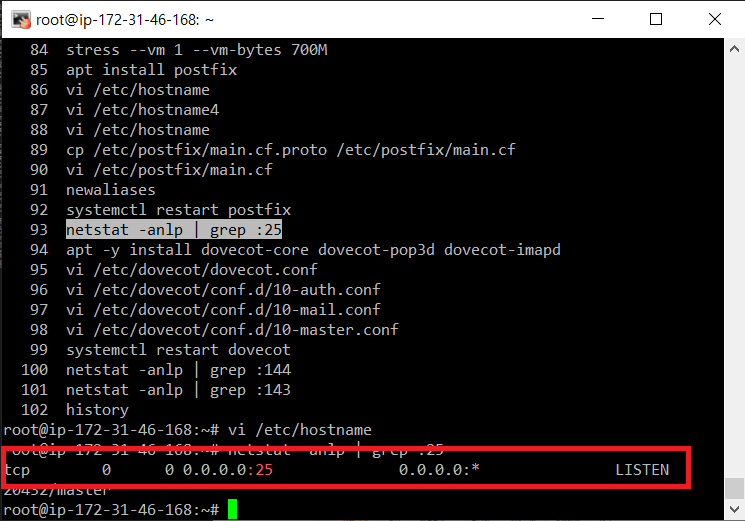 root@ip-172-31-46-168: ~
84 stress --vm 1 --vm-bytes 700M
85 apt install postfix
86 vi /etc/hostname
87 vi /etc/hostname4
88 vi /etc/hostname
89 cp /etc/postfix/main.cf.proto /etc/postfix/main.cf
90 vi /etc/postfix/main.cf
91 newaliases
92 systemctl restart postfix
93 netstat -anlp | grep :25
94 apt -y install dovecot-core dovecot-pop3d dovecot-imapd
95 vi /etc/dovecot/dovecot.conf
96 vi /etc/dovecot/conf.d/10-auth.conf
97 vi /etc/dovecot/conf.d/10-mail.conf
98 vi /etc/dovecot/conf.d/10-master.conf
99 systemctl restart dovecot
100 netstat -anlp | grep :144
101 netstat -anlp | grep :143
102 history
root@ip-172-31-46-168:~# vi /etc/hostname
root@ip-172-31-46-168:~# netstat -anlp | grep :25
tcp 0 0 0.0.0.0:25 0.0.0.0:* LISTEN
20432/master
root@ip-172-31-46-168:~#